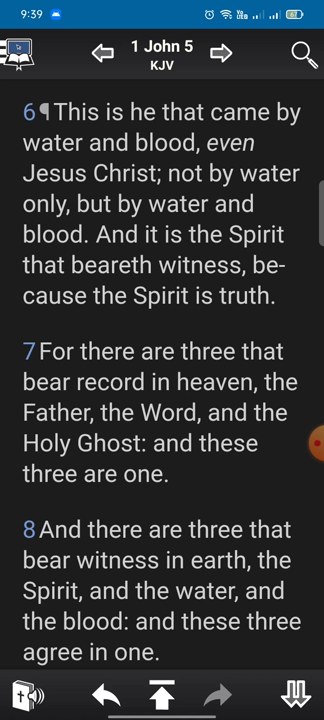 9:39
1 John 5
KJV
6 ¶ This is he that came by
water and blood, even
Jesus Christ; not by water
only, but by water and
blood. And it is the Spirit
that beareth witness, be-
cause the Spirit is truth.
7 For there are three that
bear record in heaven, the
Father, the Word, and the
Holy Ghost: and these
three are one.
8 And there are three that
bear witness in earth, the
Spirit, and the water, and
the blood: and these three
agree in one.